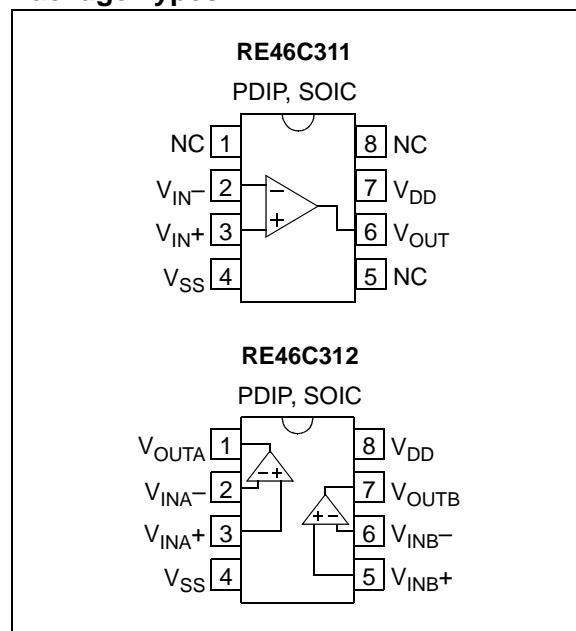 RE46C311
PDIP, SOIC
NC 1 8 NC
VIN– 2 7 VDD
VIN+ 3 6 VOUT
VSS 4 5 NC
– +
RE46C312
PDIP, SOIC
VOUTA 1 8 VDD
VINA– 2 7 VOUTB
VINA+ 3 6 VINB–
VSS 4 5 VINB+
–+ +–